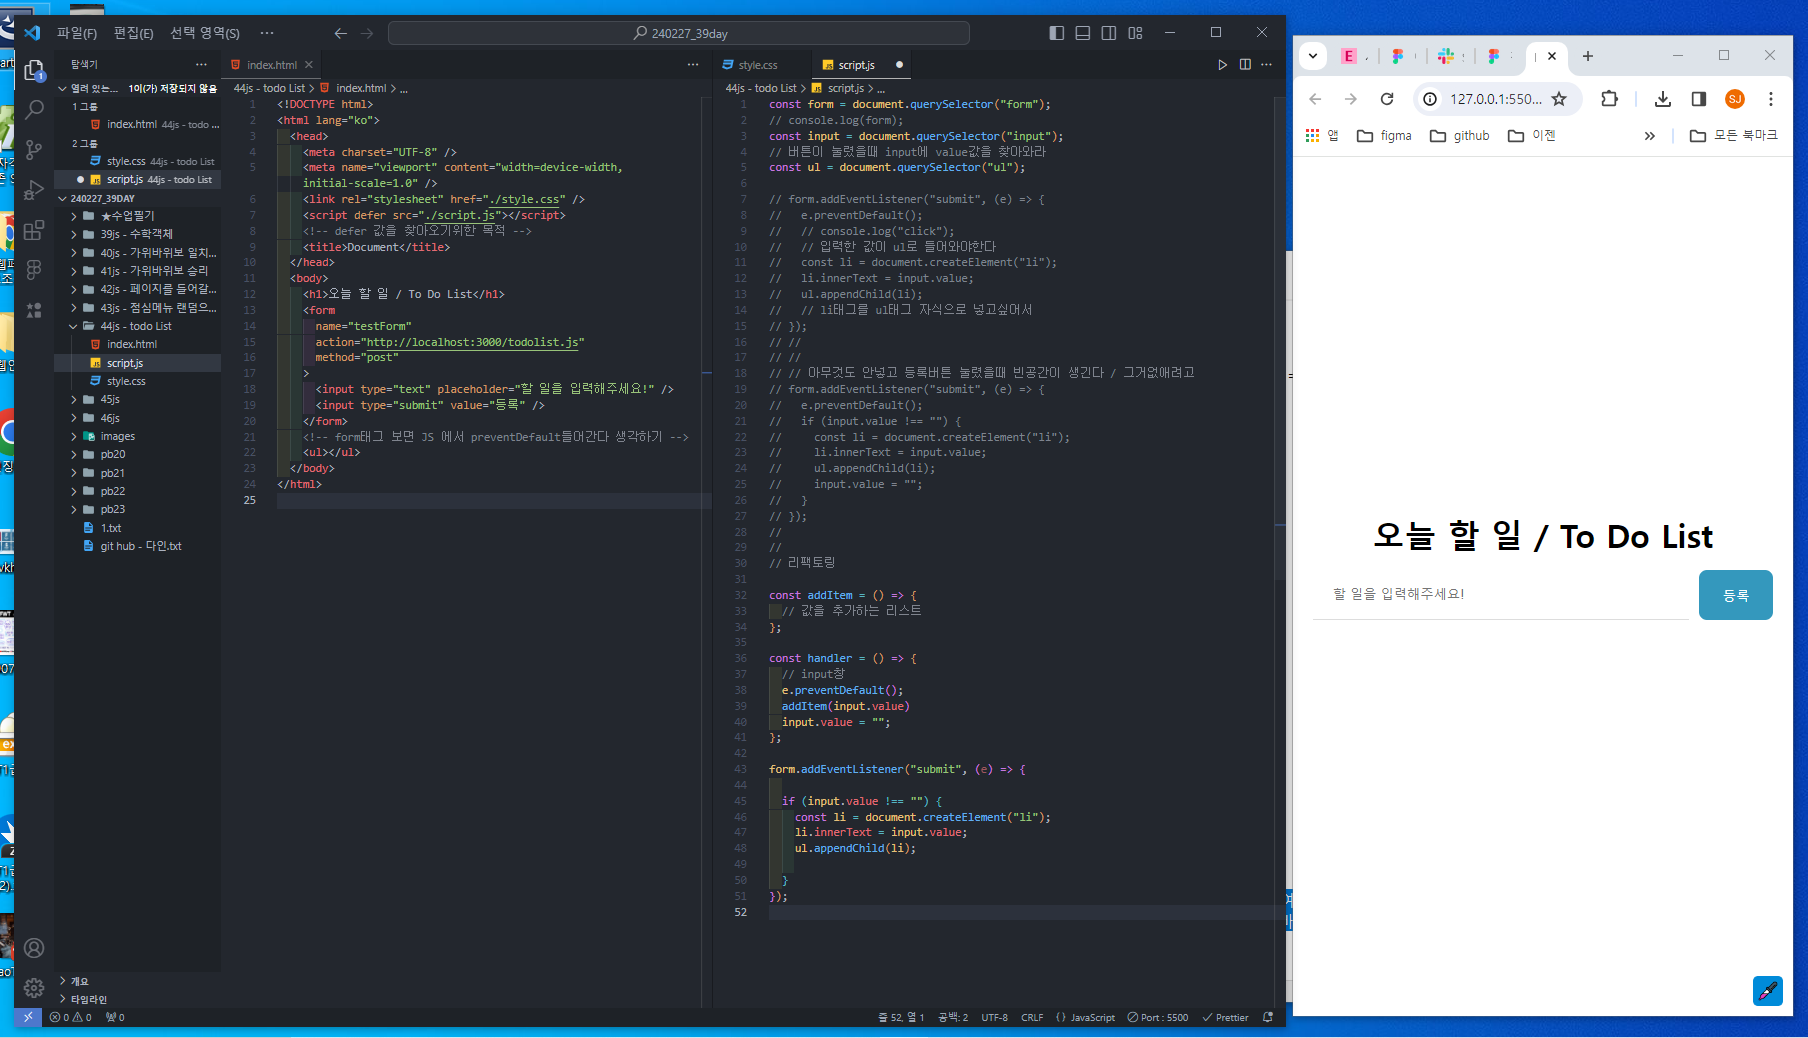 파일(F) 편집(E) 선택 영역(S) ···
240227_39day
탐색기
열려 있는... 1이(가) 저장되지 않음
1 그룹
index.html 44js - todo ...
2 그룹
style.css 44js - todo List
script.js 44js - todo List
240227_39DAY
★수업필기
39js - 수학객체
40js - 가위바위보 일치...
41js - 가위바위보 승리
42js - 페이지를 들어갈...
43js - 점심메뉴 랜덤으...
44js - todo List
index.html
script.js
style.css
45js
46js
images
pb20
pb21
pb22
pb23
1.txt
git hub - 다인.txt
개요
타임라인
index.html
44js - todo List > index.html > ...
1 <!DOCTYPE html>
2 <html lang="ko">
3 <head>
4 <meta charset="UTF-8" />
5 <meta name="viewport" content="width=device-width,
initial-scale=1.0" />
6 <link rel="stylesheet" href="./style.css" />
7 <script defer src="./script.js"></script>
8 <!-- defer 값을 찾아오기위한 목적 -->
9 <title>Document</title>
10 </head>
11 <body>
12 <h1>오늘 할 일 / To Do List</h1>
13 <form
14 name="testForm"
15 action="http://localhost:3000/todolist.js"
16 method="post"
17 >
18 <input type="text" placeholder="할 일을 입력해주세요!" />
19 <input type="submit" value="등록" />
20 </form>
21 <!-- form태그 보면 JS 에서 preventDefault들어간다 생각하기 -->
22 <ul></ul>
23 </body>
24 </html>
25
style.css
script.js
44js - todo List > script.js > ...
1 const form = document.querySelector("form");
2 // console.log(form);
3 const input = document.querySelector("input");
4 // 버튼이 눌렸을때 input에 value값을 찾아와라
5 const ul = document.querySelector("ul");
6
7 // form.addEventListener("submit", (e) => {
8 // e.preventDefault();
9 // // console.log("click");
10 // // 입력한 값이 ul로 들어와야한다
11 // const li = document.createElement("li");
12 // li.innerText = input.value;
13 // ul.appendChild(li);
14 // // li태그를 ul태그 자식으로 넣고싶어서
15 // });
16 // //
17 // //
18 // // 아무것도 안넣고 등록버튼 눌렀을때 빈공간이 생긴다 / 그거없애려고
19 // form.addEventListener("submit", (e) => {
20 // e.preventDefault();
21 // if (input.value !== "") {
22 // const li = document.createElement("li");
23 // li.innerText = input.value;
24 // ul.appendChild(li);
25 // input.value = "";
26 // }
27 // });
28 //
29 //
30 // 리팩토링
31
32 const addItem = () => {
33 // 값을 추가하는 리스트
34 };
35
36 const handler = () => {
37 // input창
38 e.preventDefault();
39 addItem(input.value)
40 input.value = "";
41 };
42
43 form.addEventListener("submit", (e) => {
44
45 if (input.value !== "") {
46 const li = document.createElement("li");
47 li.innerText = input.value;
48 ul.appendChild(li);
49
50 }
51 });
52
0 0 0 줄 52, 열 1 공백: 2 UTF-8 CRLF {} JavaScript Port : 5500 Prettier
127.0.0.1:550... SJ
앱 figma github 이젠 » 모든 북마크
오늘 할 일 / To Do List
할 일을 입력해주세요! 등록